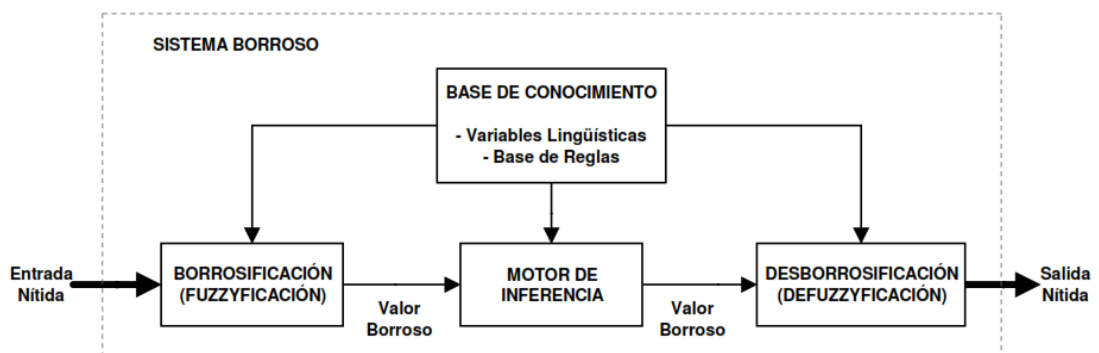 SISTEMA BORROSO
BASE DE CONOCIMIENTO
- Variables Lingüísticas
- Base de Reglas
Entrada
Nítida
BORROSIFICACIÓN
(FUZZYFICACIÓN)
Valor
Borroso
MOTOR DE
INFERENCIA
Valor
Borroso
DESBORROSIFICACIÓN
(DEFUZZYFICACIÓN)
Salida
Nítida